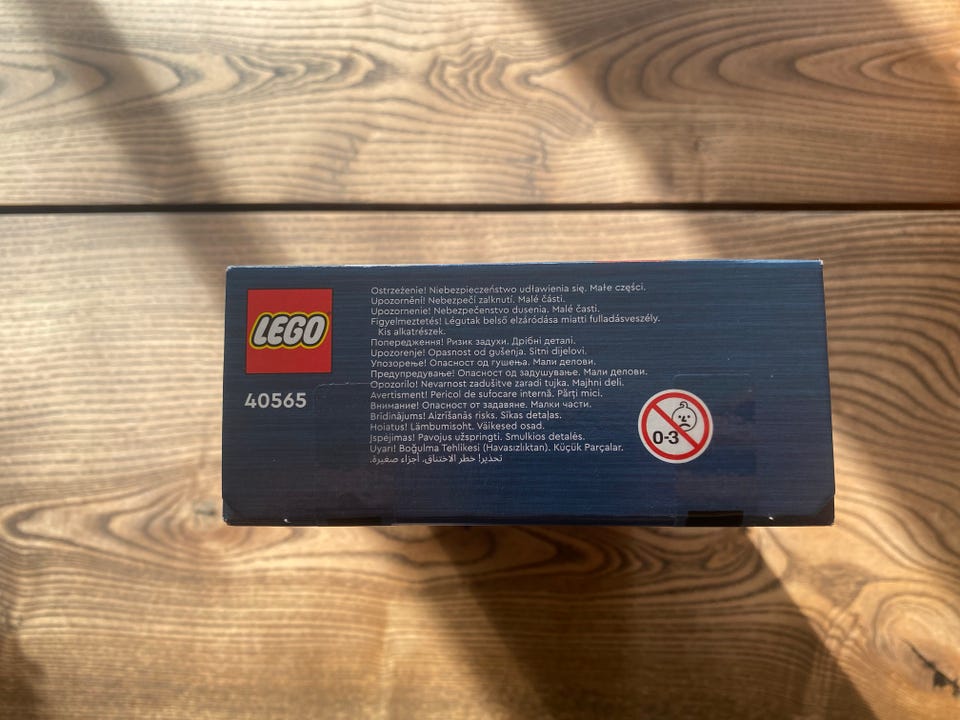 LEGO
40565
Ostrzeżenie! Niebezpieczeństwo udławienia się. Małe części.
Upozornění! Nebezpečí zalknutí. Malé části.
Upozornenie! Nebezpečenstvo dusenia. Malé časti.
Figyelmeztetés! Légutak belső elzáródása miatti fulladásveszély.
Kis alkatrészek.
Попередження! Ризик задухи. Дрібні деталі.
Upozorenje! Opasnost od gušenja. Sitni dijelovi.
Упозорење! Опасност од гушења. Мали делови.
Предупредување! Опасност од задушување. Мали делови.
Opozorilo! Nevarnost zadušitve zaradi tujka. Majhni deli.
Avertisment! Pericol de sufocare internă. Părți mici.
Внимание! Опасност от задавяне. Малки части.
Brīdinājums! Aizrīšanās risks. Sīkas detaļas.
Hoiatus! Lämbumisoht. Väikesed osad.
Įspėjimas! Pavojus užspringti. Smulkios detalės.
Uyarı! Boğulma Tehlikesi (Havasızlıktan). Küçük Parçalar.
تحذير! خطر الاختناق. أجزاء صغيرة.
0-3